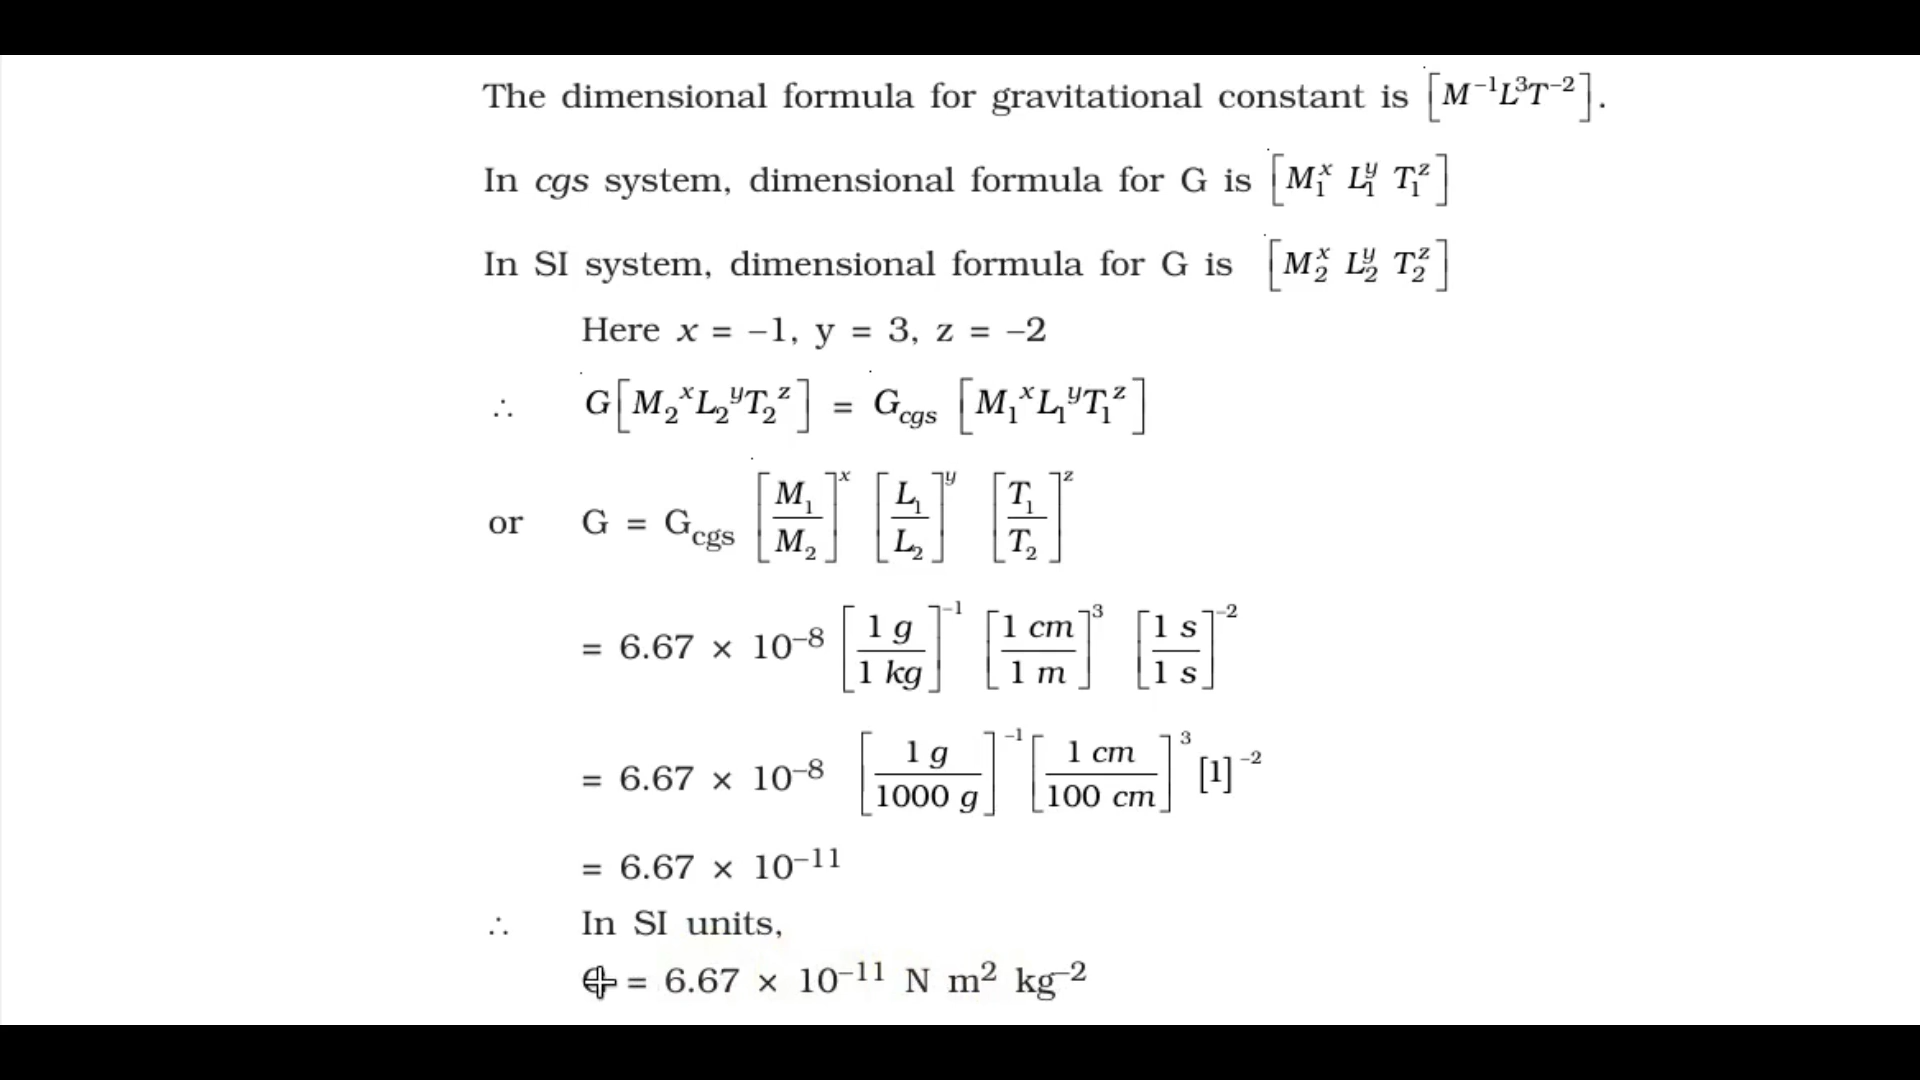 The dimensional formula for gravitational constant is [M⁻¹L³T⁻²].
In cgs system, dimensional formula for G is [M₁ˣ L₁ʸ T₁ᶻ]
In SI system, dimensional formula for G is [M₂ˣ L₂ʸ T₂ᶻ]
Here x = –1, y = 3, z = –2
∴ G[M₂ˣL₂ʸT₂ᶻ] = G_cgs [M₁ˣL₁ʸT₁ᶻ]
or G = G_cgs [M₁/M₂]ˣ [L₁/L₂]ʸ [T₁/T₂]ᶻ
= 6.67 × 10⁻⁸ [1 g/1 kg]⁻¹ [1 cm/1 m]³ [1 s/1 s]⁻²
= 6.67 × 10⁻⁸ [1 g/1000 g]⁻¹ [1 cm/100 cm]³ [1]⁻²
= 6.67 × 10⁻¹¹
∴ In SI units,
G = 6.67 × 10⁻¹¹ N m² kg⁻²